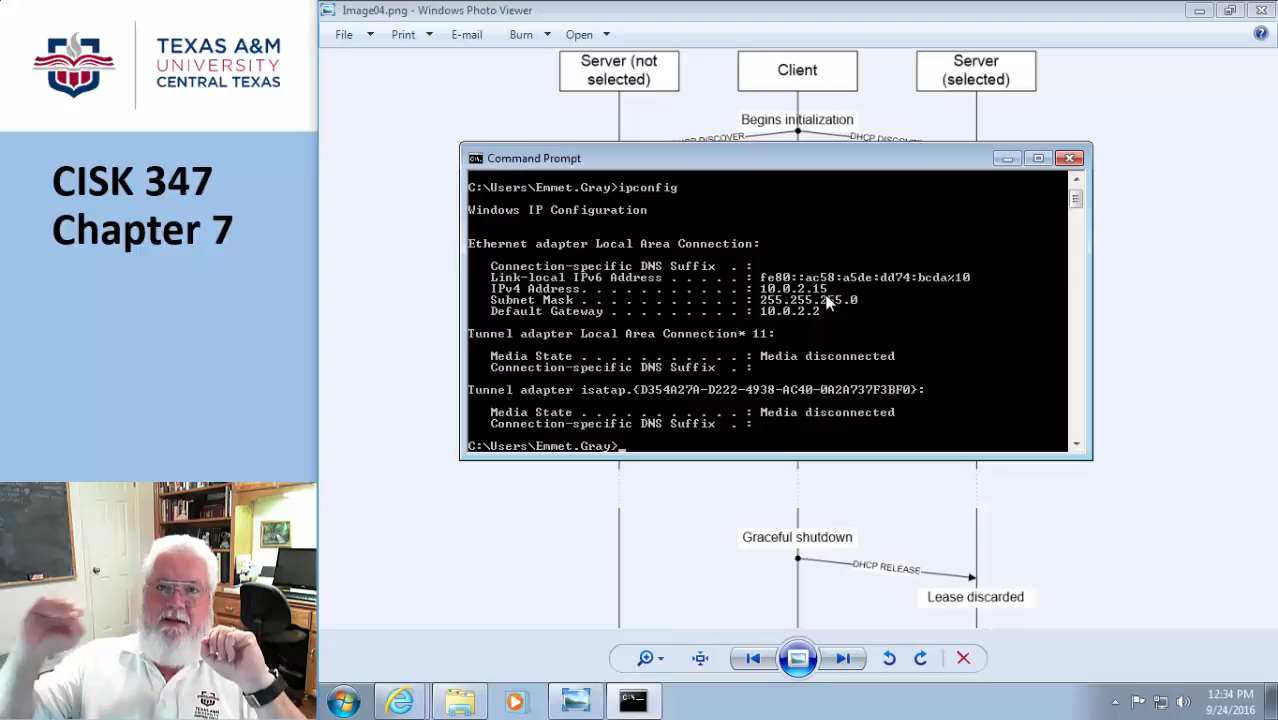 TEXAS A&M
UNIVERSITY
CENTRAL TEXAS
CISK 347
Chapter 7
Image04.png - Windows Photo Viewer
File Print E-mail Burn Open
Server (not
selected)
Client
Server
(selected)
Begins initialization
DISCOVER
Command Prompt
C:\Users\Emmet.Gray>ipconfig
Windows IP Configuration
Ethernet adapter Local Area Connection:
Connection-specific DNS Suffix . :
Link-local IPv6 Address . . . . . : fe80::ac58:a5de:dd74:bcda%10
IPv4 Address. . . . . . . . . . . : 10.0.2.15
Subnet Mask . . . . . . . . . . . : 255.255.255.0
Default Gateway . . . . . . . . . : 10.0.2.2
Tunnel adapter Local Area Connection* 11:
Media State . . . . . . . . . . . : Media disconnected
Connection-specific DNS Suffix . :
Tunnel adapter isatap.{D354A27A-D222-4938-AC40-0A2A737F3BF0}:
Media State . . . . . . . . . . . : Media disconnected
Connection-specific DNS Suffix . :
C:\Users\Emmet.Gray>_
Graceful shutdown
DHCP RELEASE
Lease discarded
12:34 PM
9/24/2016